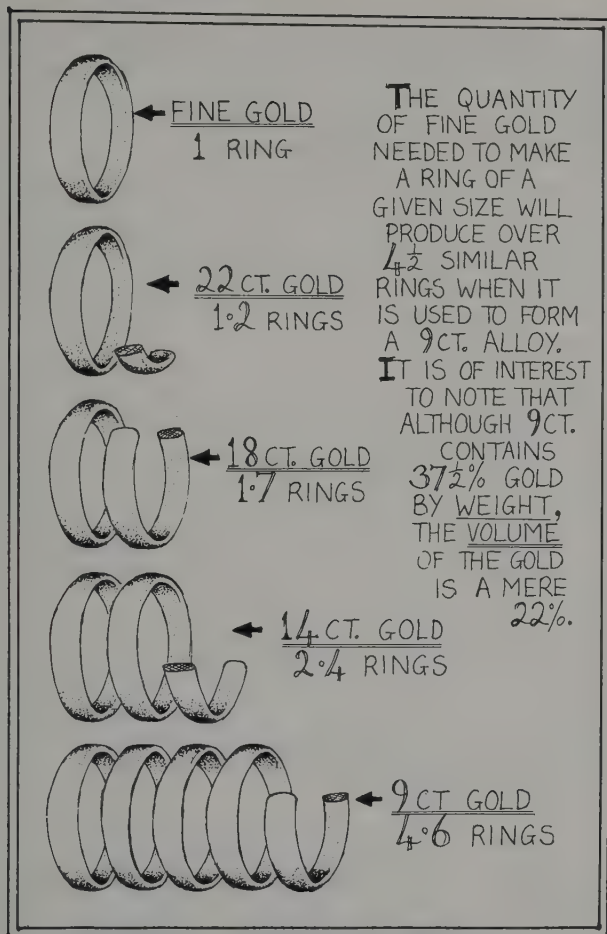 FINE GOLD
1 RING
22 CT. GOLD
1·2 RINGS
18 CT. GOLD
1·7 RINGS
14 CT. GOLD
2·4 RINGS
9 CT GOLD
4·6 RINGS
THE QUANTITY
OF FINE GOLD
NEEDED TO MAKE
A RING OF A
GIVEN SIZE WILL
PRODUCE OVER
4½ SIMILAR
RINGS WHEN IT
IS USED TO FORM
A 9CT. ALLOY.
IT IS OF INTEREST
TO NOTE THAT
ALTHOUGH 9CT.
CONTAINS
37½% GOLD
BY WEIGHT,
THE VOLUME
OF THE GOLD
IS A MERE
22%.